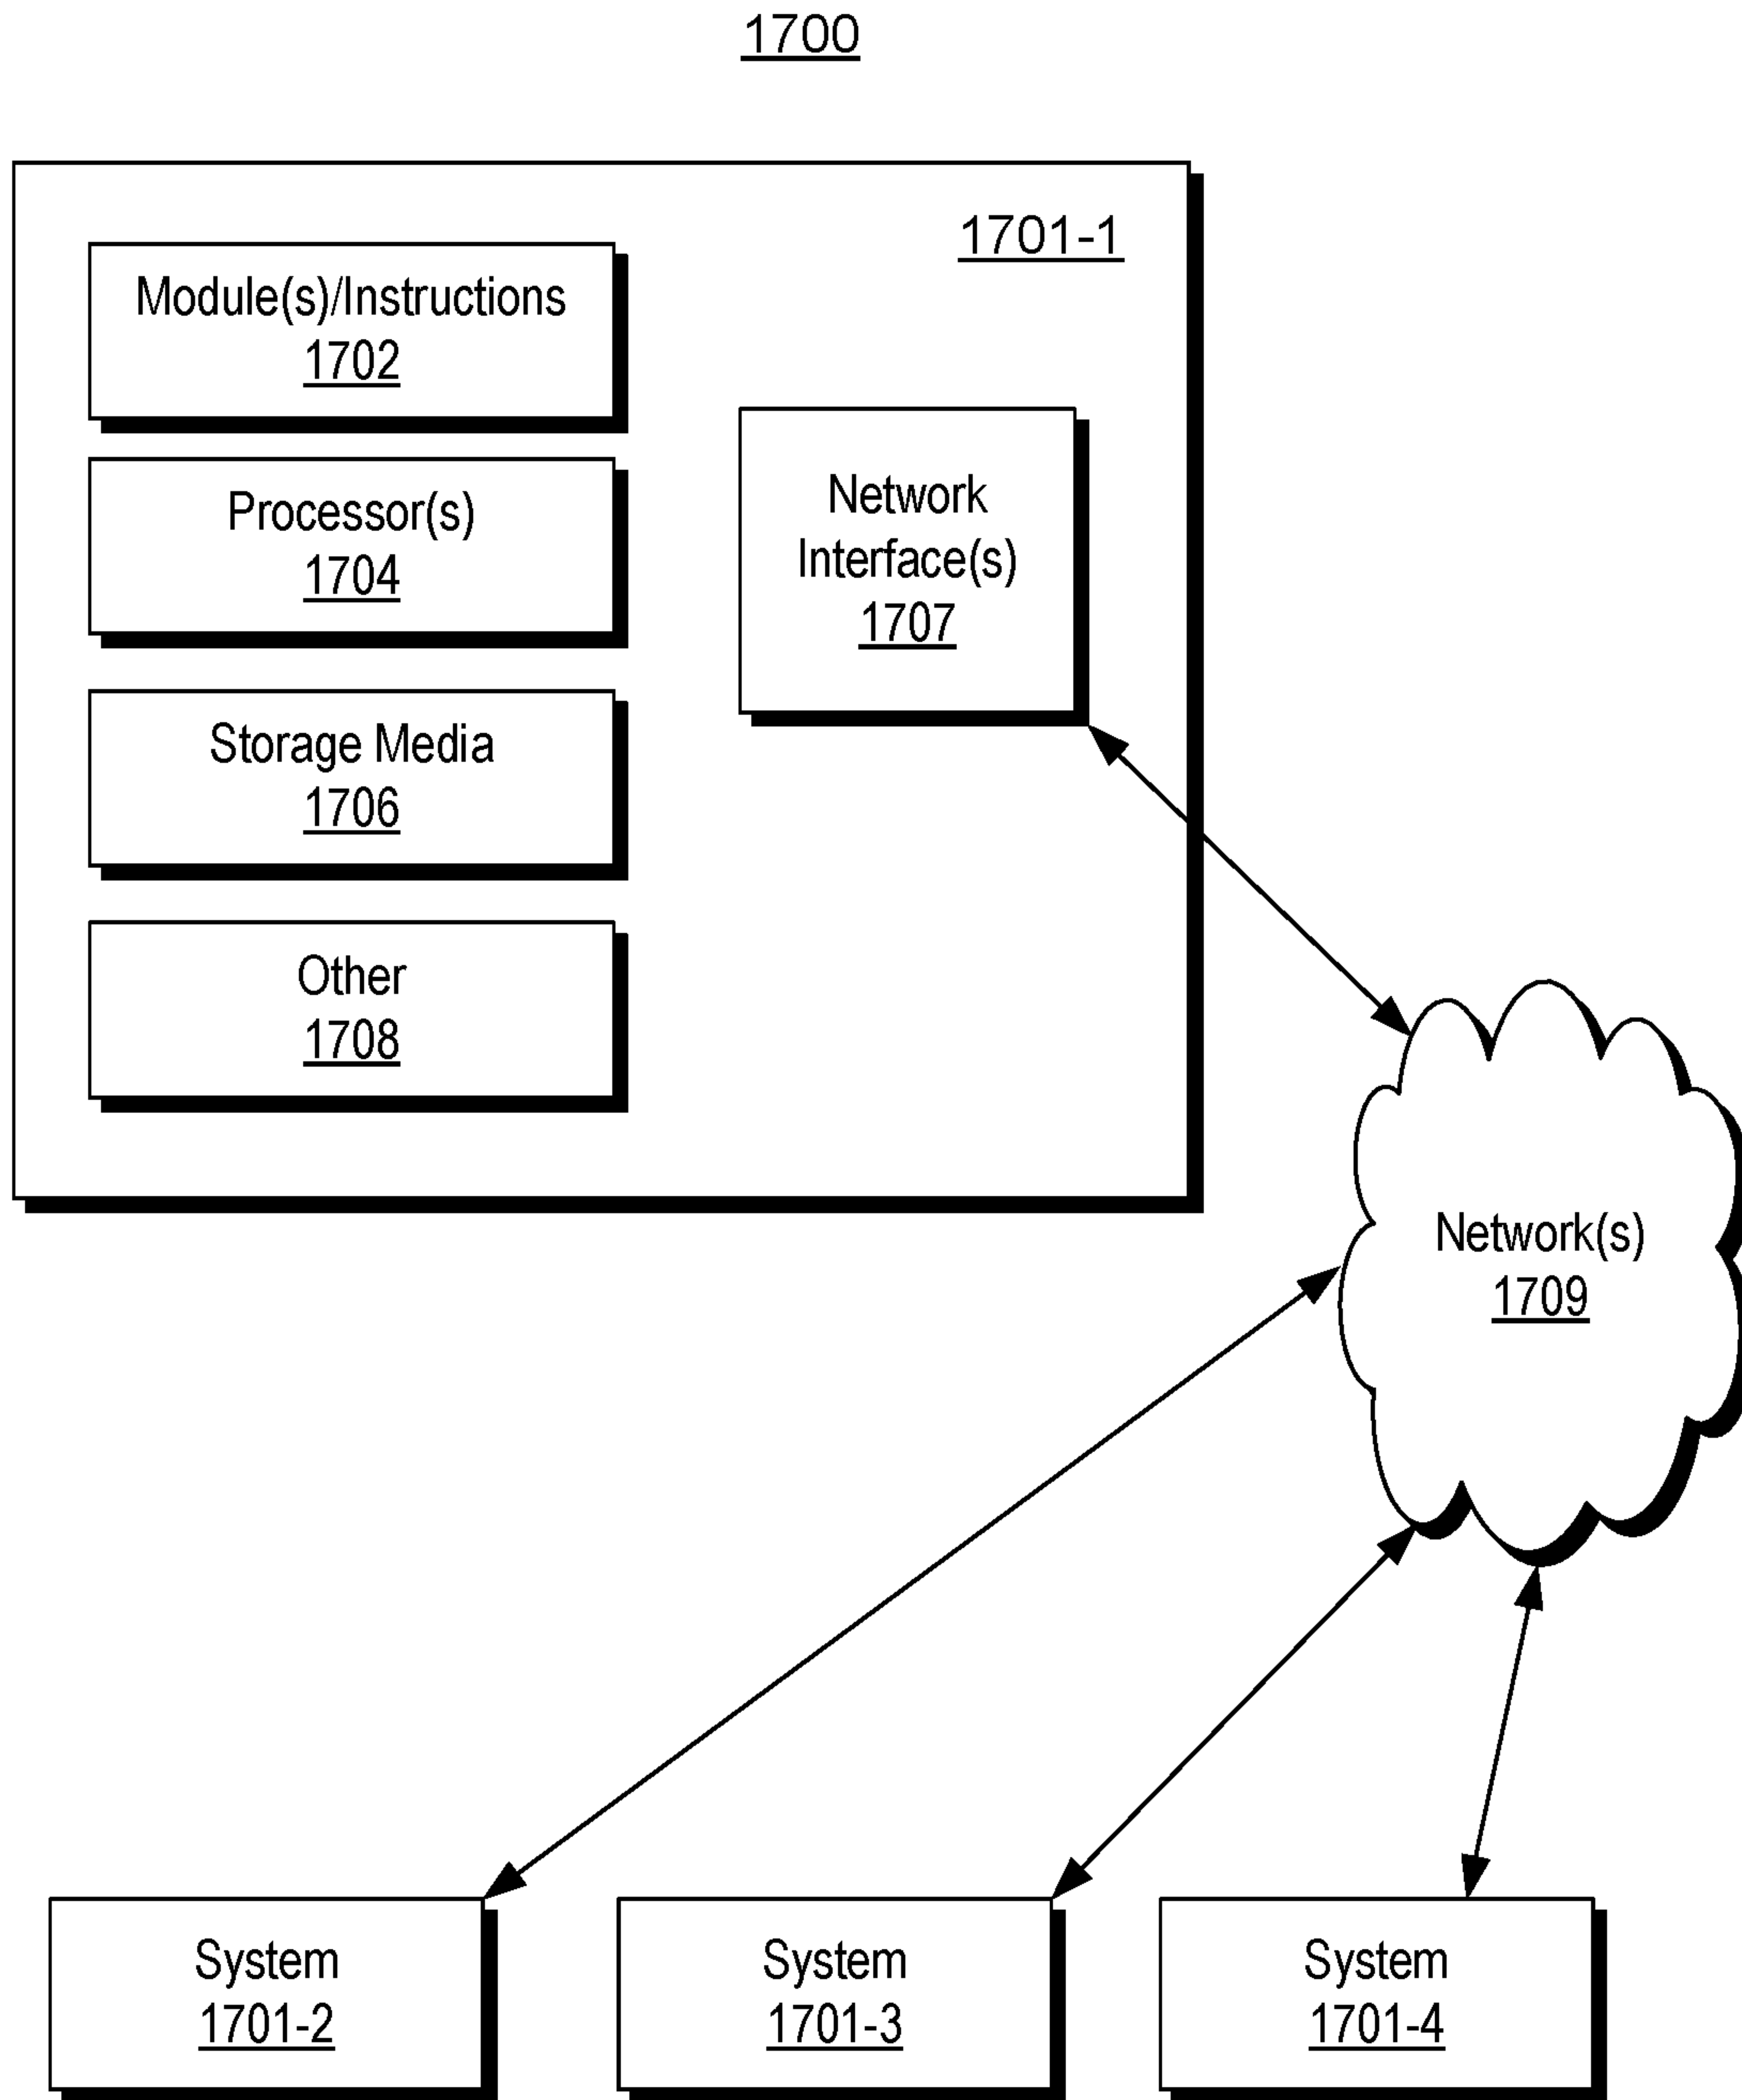 1700
1701-1
Module(s)/Instructions
1702
Processor(s)
1704
Network
Interface(s)
1707
Storage Media
1706
Other
1708
Network(s)
1709
System
1701-2
System
1701-3
System
1701-4